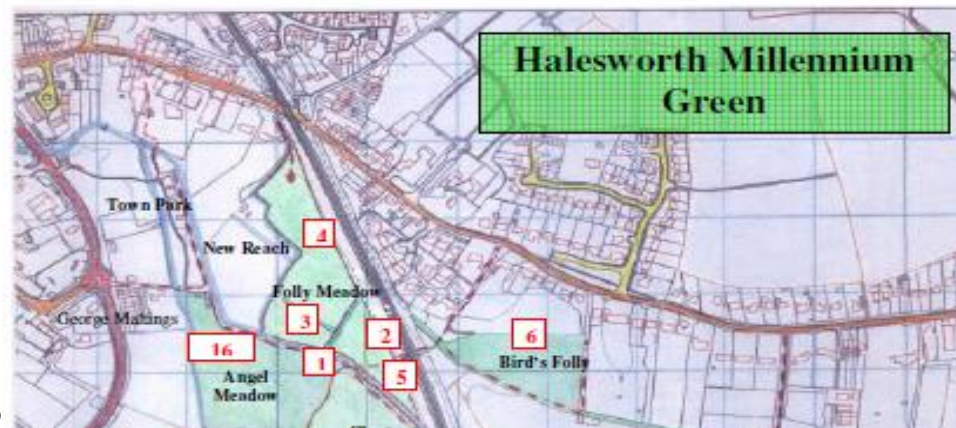 Halesworth Millennium
Green
Town Park
4
New Reach
Folly Meadow
George Maltings
3
2
6
16
1
Bird's Folly
5
Angel
Meadow